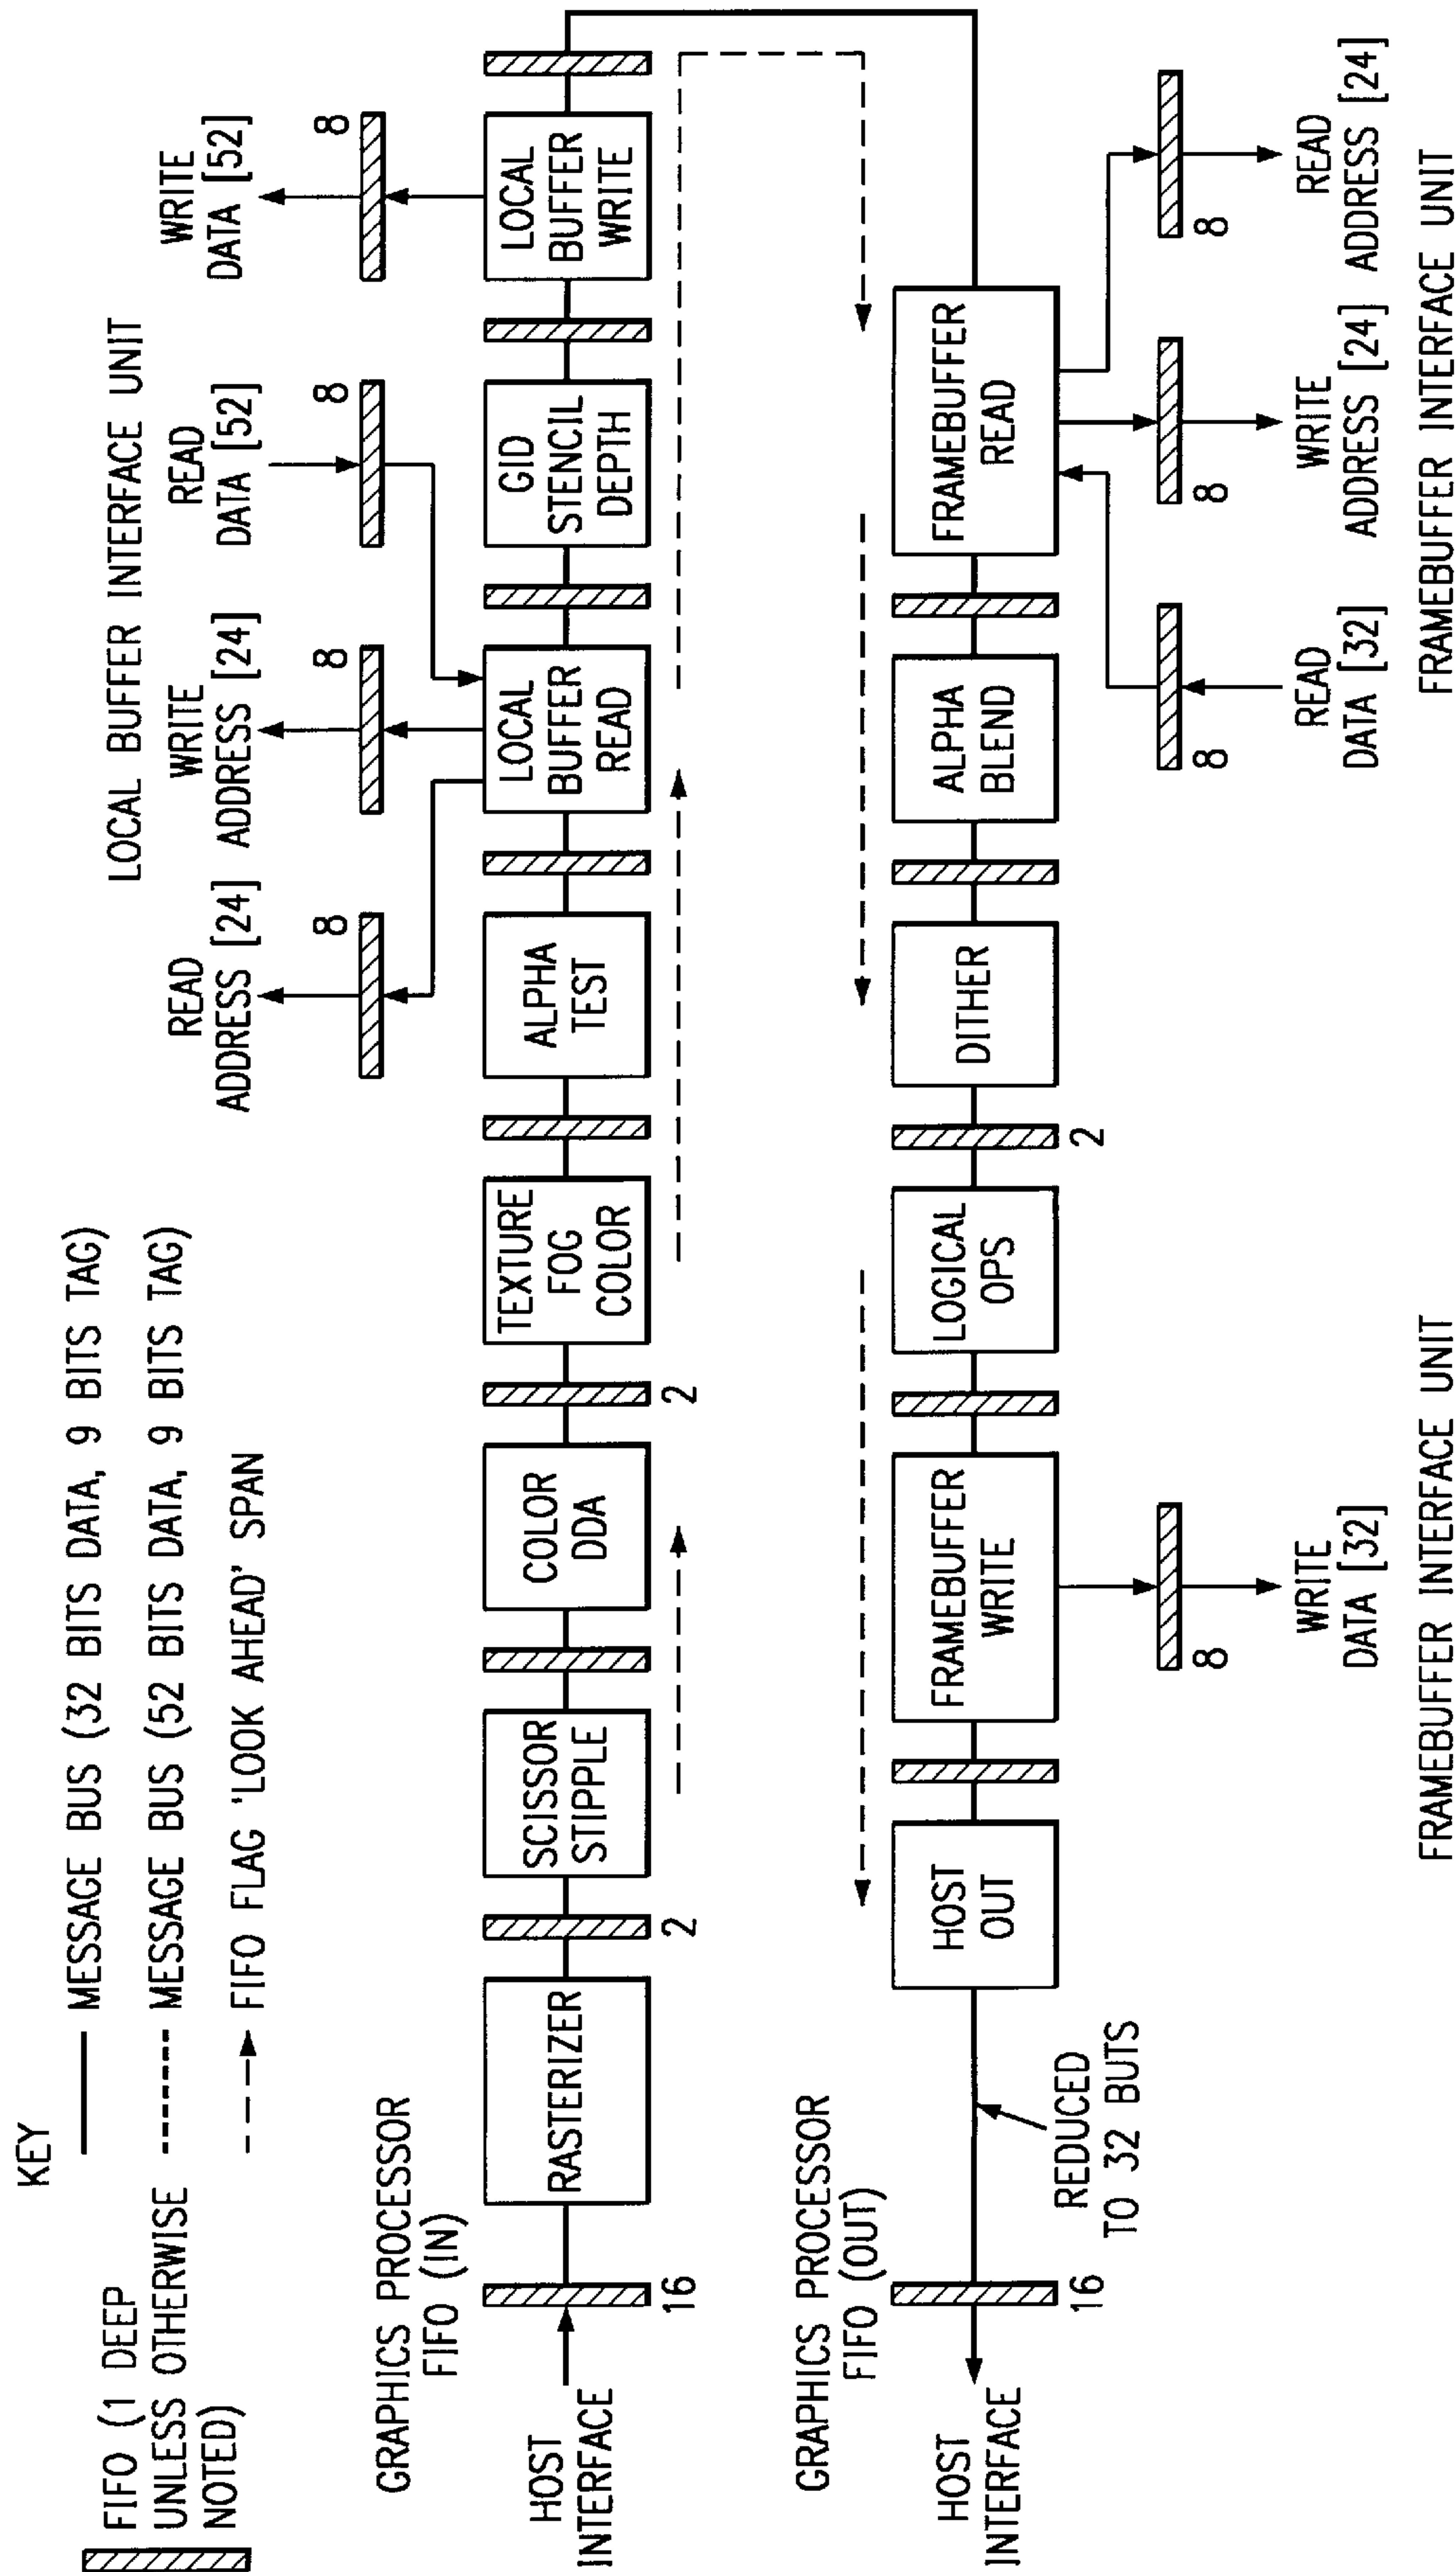 KEY
FIFO (1 DEEP
UNLESS OTHERWISE
NOTED)
MESSAGE BUS (32 BITS DATA, 9 BITS TAG)
MESSAGE BUS (52 BITS DATA, 9 BITS TAG)
FIFO FLAG 'LOOK AHEAD' SPAN
LOCAL BUFFER INTERFACE UNIT
READ
ADDRESS [24]
WRITE
ADDRESS [24]
READ
DATA [52]
WRITE
DATA [52]
8
8
8
8
GRAPHICS PROCESSOR
FIFO (IN)
HOST
INTERFACE
16
RASTERIZER
2
SCISSOR
STIPPLE
COLOR
DDA
2
TEXTURE
FOG
COLOR
ALPHA
TEST
LOCAL
BUFFER
READ
GID
STENCIL
DEPTH
LOCAL
BUFFER
WRITE
GRAPHICS PROCESSOR
FIFO (OUT)
HOST
INTERFACE
16
REDUCED
TO 32 BUTS
HOST
OUT
FRAMEBUFFER
WRITE
LOGICAL
OPS
2
DITHER
ALPHA
BLEND
FRAMEBUFFER
READ
8
8
8
8
WRITE
DATA [32]
READ
DATA [32]
WRITE
ADDRESS [24]
READ
ADDRESS [24]
FRAMEBUFFER INTERFACE UNIT
FRAMEBUFFER INTERFACE UNIT